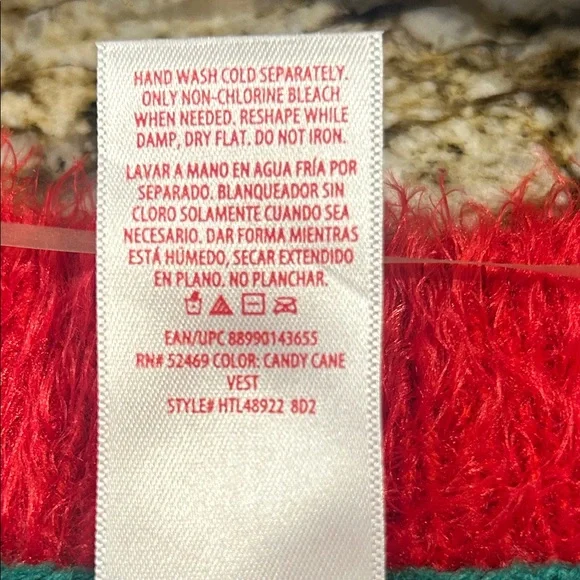 HAND WASH COLD SEPARATELY.
ONLY NON-CHLORINE BLEACH
WHEN NEEDED. RESHAPE WHILE
DAMP, DRY FLAT. DO NOT IRON.
LAVAR A MANO EN AGUA FRÍA POR
SEPARADO. BLANQUEADOR SIN
CLORO SOLAMENTE CUANDO SEA
NECESARIO. DAR FORMA MIENTRAS
ESTÁ HÚMEDO, SECAR EXTENDIDO
EN PLANO. NO PLANCHAR.
EAN/UPC 88990143655
RN# 52469 COLOR: CANDY CANE
VEST
STYLE# HTL48922 8D2